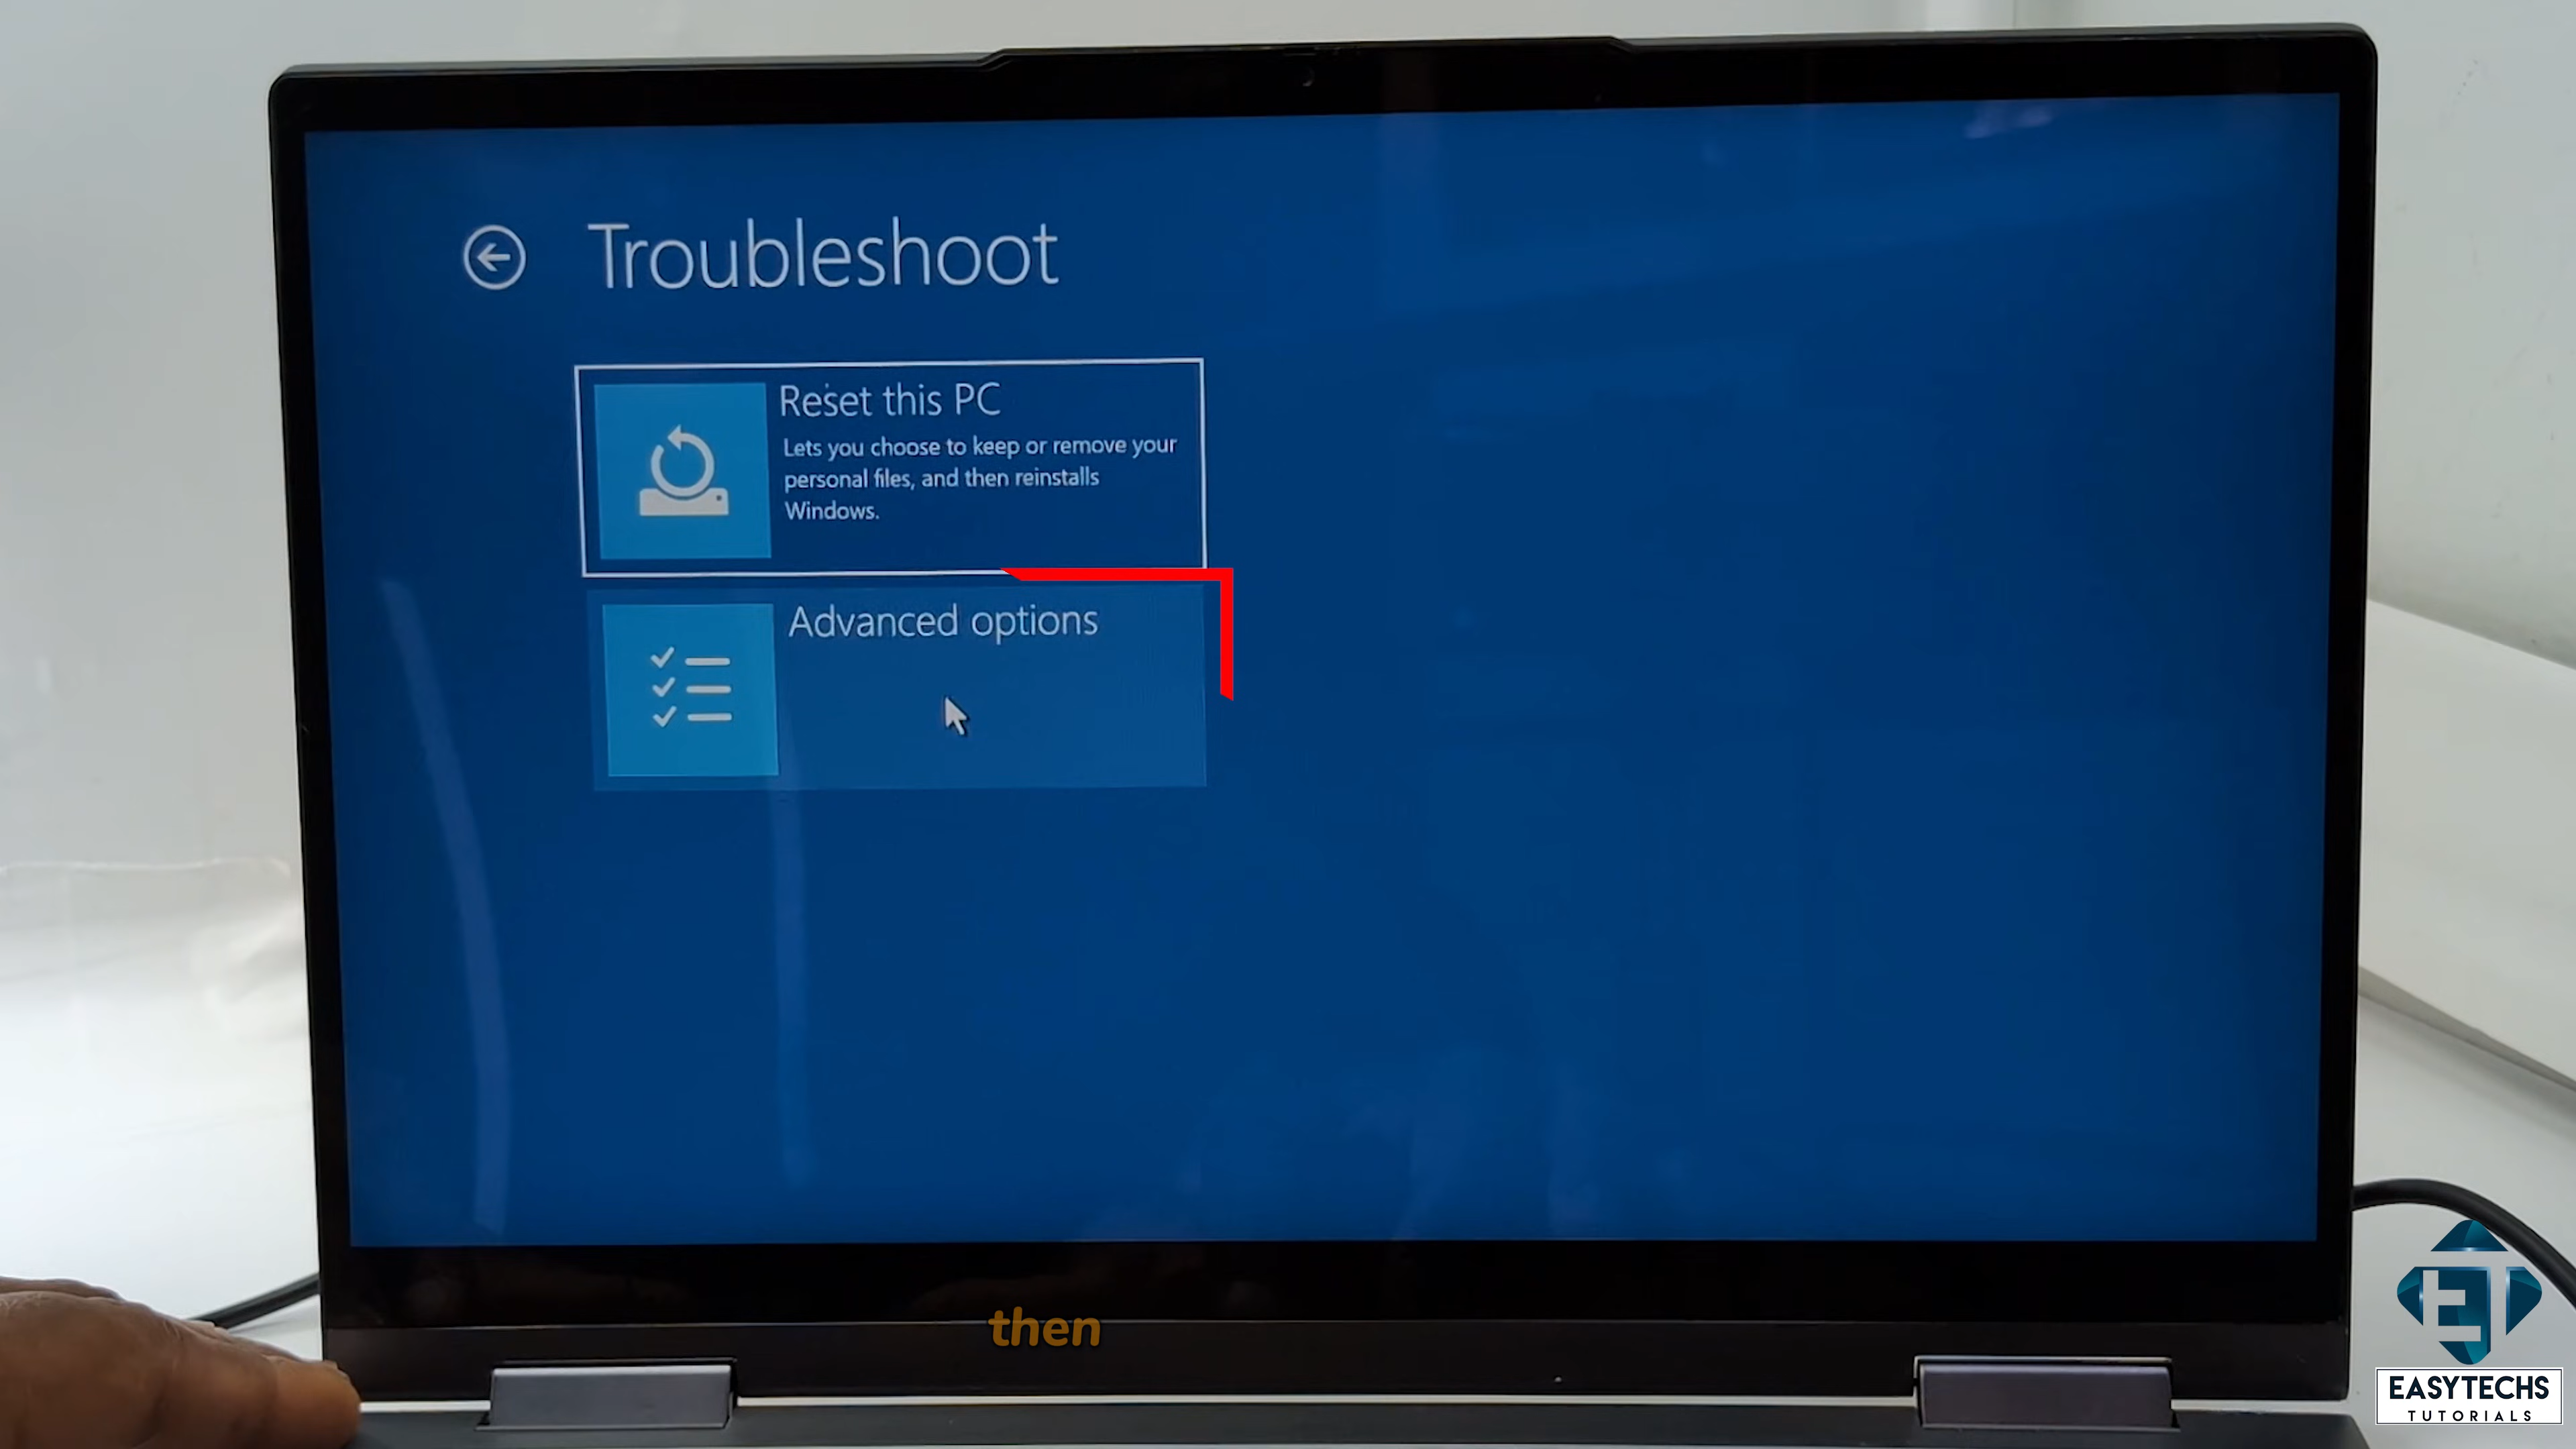 Troubleshoot
Reset this PC
Lets you choose to keep or remove your
personal files, and then reinstalls
Windows.
Advanced options
then
EASYTECHS
TUTORIALS